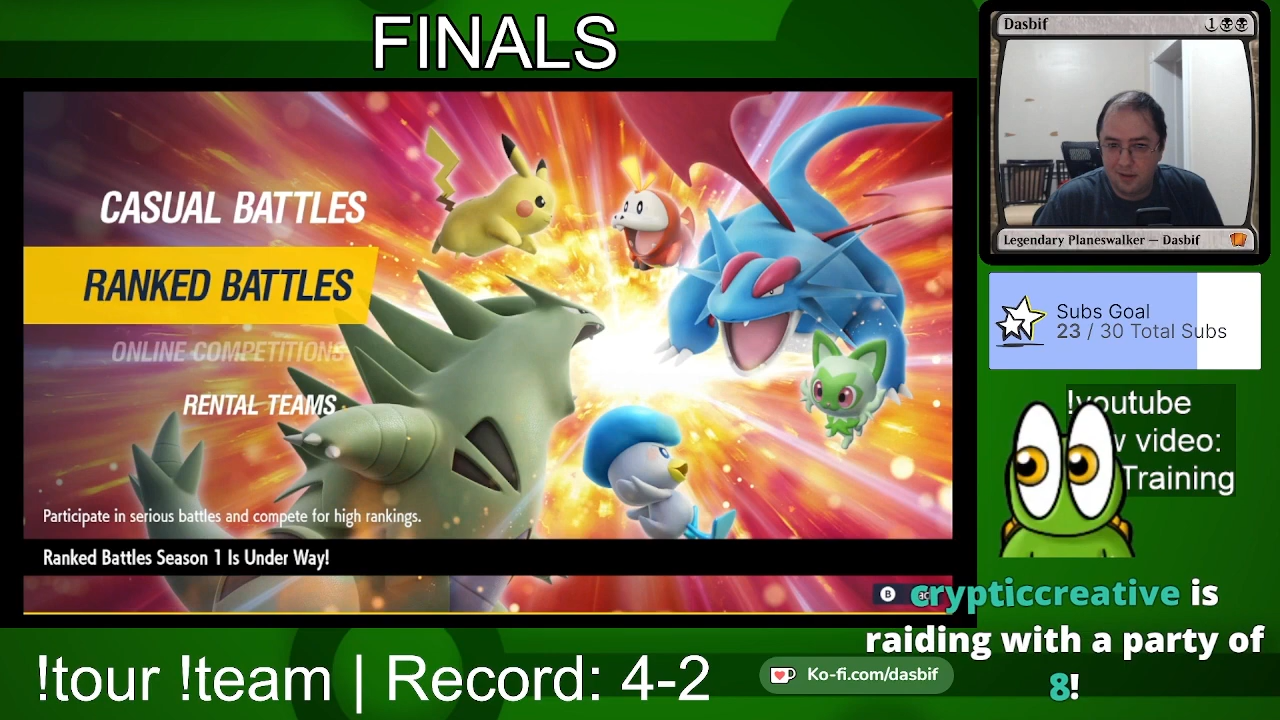 FINALS
Dasbif
1
CASUAL BATTLES
RANKED BATTLES
ONLINE COMPETITIONS
RENTAL TEAMS
Participate in serious battles and compete for high rankings.
Ranked Battles Season 1 Is Under Way!
B
Legendary Planeswalker — Dasbif
Subs Goal
23 / 30 Total Subs
!youtube
video:
Training
crypticcreative is
raiding with a party of
8!
!tour !team | Record: 4-2
Ko-fi.com/dasbif